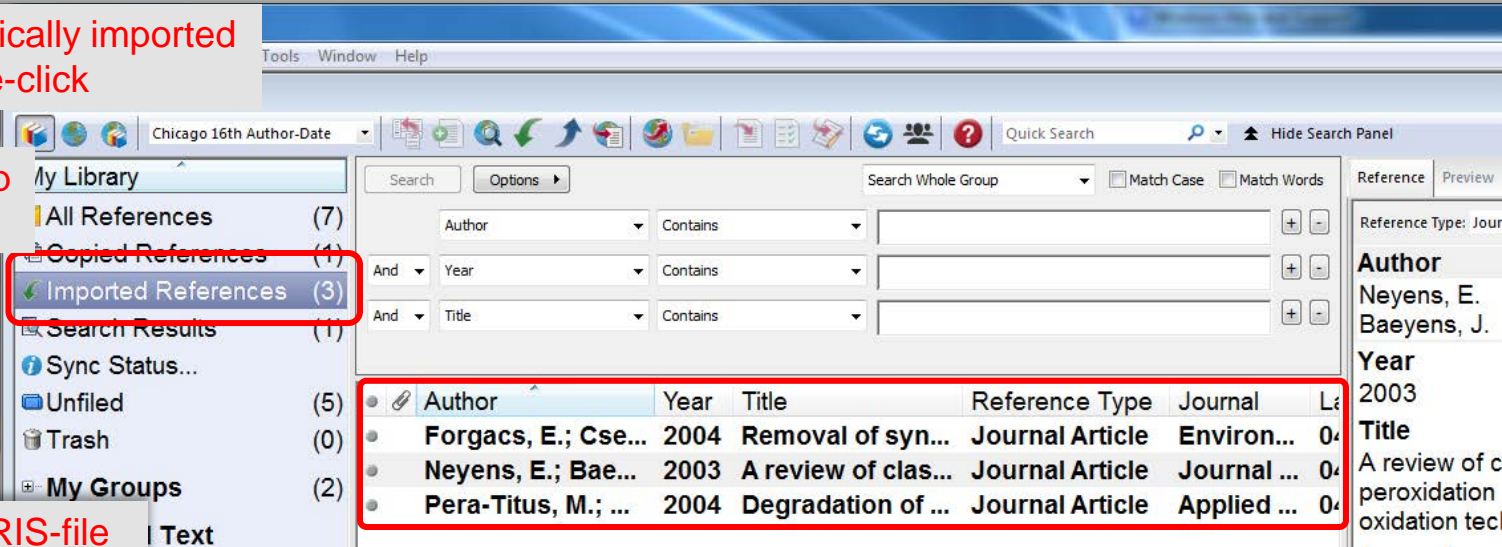 ically imported
-click
Tools Window Help
Chicago 16th Author-Date
Quick Search
Hide Search Panel
My Library
All References (7)
Copied References (1)
Imported References (3)
Search Results (1)
Sync Status...
Unfiled (5)
Trash (0)
My Groups (2)
RIS-file
Text
Search Options Search Whole Group Match Case Match Words
Author Contains + -
And Year Contains + -
And Title Contains + -
Author Year Title Reference Type Journal La
Forgacs, E.; Cse... 2004 Removal of syn... Journal Article Environ... 04
Neyens, E.; Bae... 2003 A review of clas... Journal Article Journal ... 04
Pera-Titus, M.; ... 2004 Degradation of ... Journal Article Applied ... 04
Reference Preview
Reference Type: Jour
Author
Neyens, E.
Baeyens, J.
Year
2003
Title
A review of c
peroxidation
oxidation tec